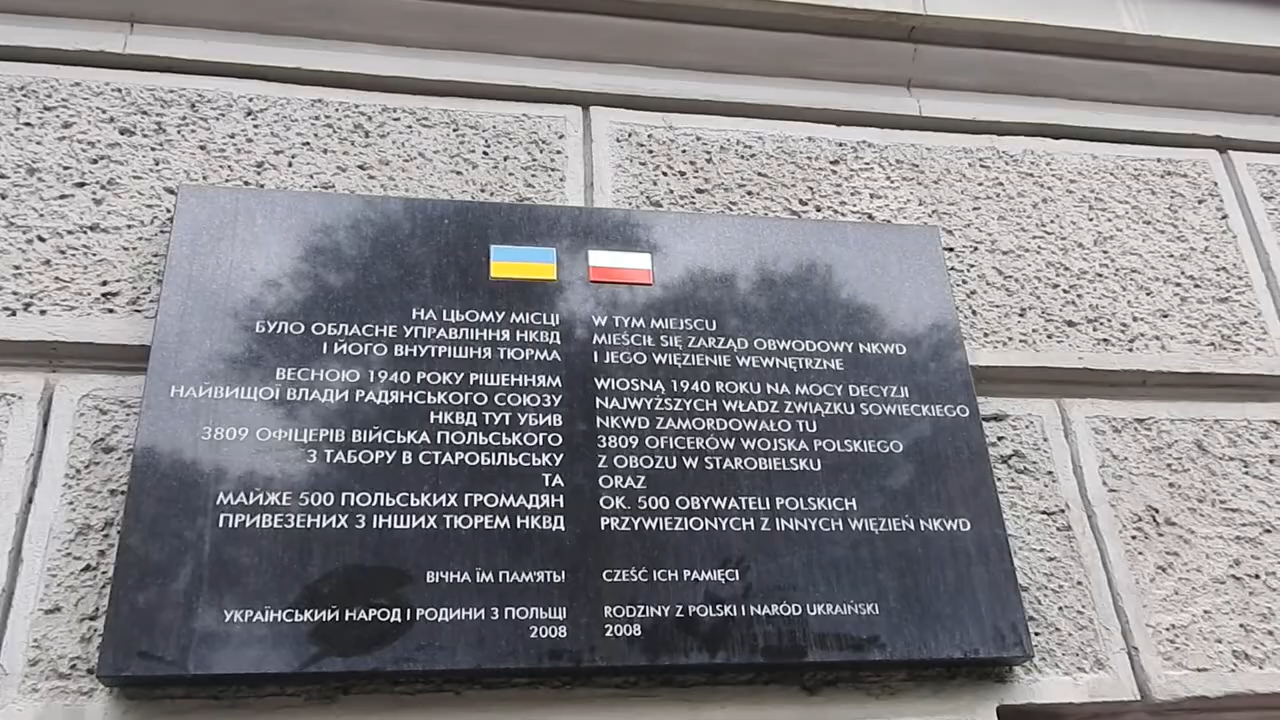 НА ЦЬОМУ МІСЦІ
БУЛО ОБЛАСНЕ УПРАВЛІННЯ НКВД
І ЙОГО ВНУТРІШНЯ ТЮРМА
ВЕСНОЮ 1940 РОКУ РІШЕННЯМ
НАЙВИЩОЇ ВЛАДИ РАДЯНСЬКОГО СОЮЗУ
НКВД ТУТ УБИВ
3809 ОФІЦЕРІВ ВІЙСЬКА ПОЛЬСЬКОГО
З ТАБОРУ В СТАРОБІЛЬСЬКУ
ТА
МАЙЖЕ 500 ПОЛЬСЬКИХ ГРОМАДЯН
ПРИВЕЗЕНИХ З ІНШИХ ТЮРЕМ НКВД
ВІЧНА ЇМ ПАМ'ЯТЬ!
УКРАЇНСЬКИЙ НАРОД І РОДИНИ З ПОЛЬЩІ
2008
W TYM MIEJSCU
MIEŚCIŁ SIĘ ZARZĄD OBWODOWY NKWD
I JEGO WIĘZIENIE WEWNĘTRZNE
WIOSNĄ 1940 ROKU NA MOCY DECYZJI
NAJWYŻSZYCH WŁADZ ZWIĄZKU SOWIECKIEGO
NKWD ZAMORDOWAŁO TU
3809 OFICERÓW WOJSKA POLSKIEGO
Z OBOZU W STAROBIELSKU
ORAZ
OK. 500 OBYWATELI POLSKICH
PRZYWIEZIONYCH Z INNYCH WIĘZIEŃ NKWD
CZEŚĆ ICH PAMIĘCI
RODZINY Z POLSKI I NARÓD UKRAIŃSKI
2008